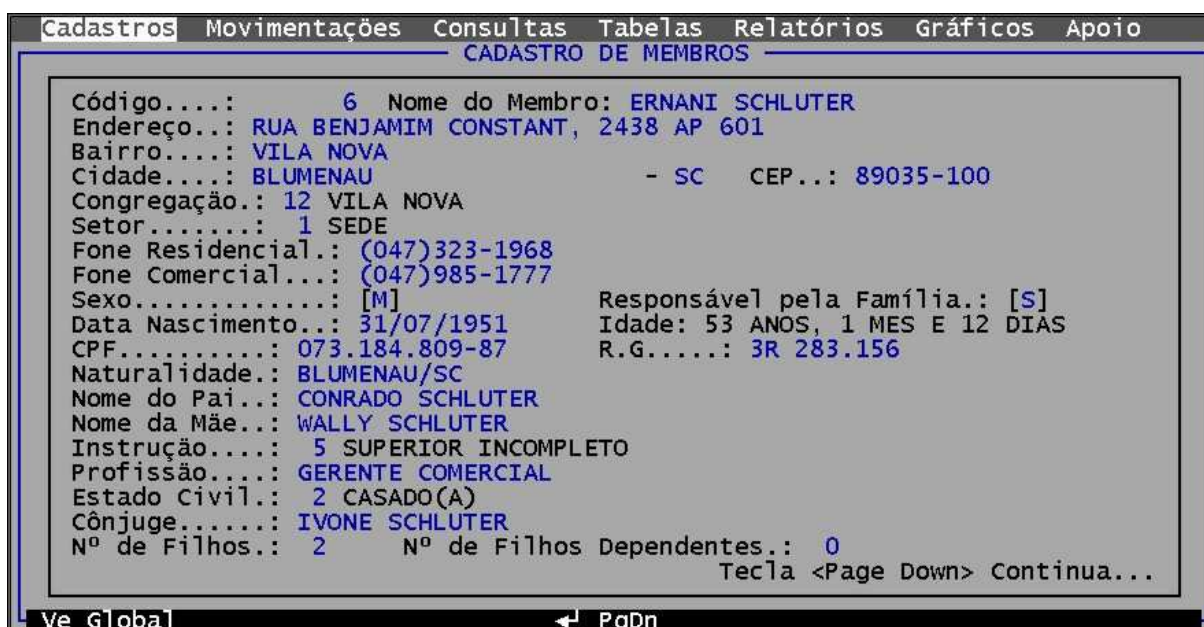 Cadastros Movimentações Consultas Tabelas Relatórios Gráficos Apoio
CADASTRO DE MEMBROS
Código....: 6 Nome do Membro: ERNANI SCHLUTER
Endereço..: RUA BENJAMIM CONSTANT, 2438 AP 601
Bairro....: VILA NOVA
Cidade....: BLUMENAU - SC CEP..: 89035-100
Congregação.: 12 VILA NOVA
Setor.......: 1 SEDE
Fone Residencial.: (047)323-1968
Fone Comercial...: (047)985-1777
Sexo.............: [M] Responsável pela Família.: [S]
Data Nascimento..: 31/07/1951 Idade: 53 ANOS, 1 MES E 12 DIAS
CPF..........: 073.184.809-87 R.G.....: 3R 283.156
Naturalidade.: BLUMENAU/SC
Nome do Pai..: CONRADO SCHLUTER
Nome da Mãe..: WALLY SCHLUTER
Instrução....: 5 SUPERIOR INCOMPLETO
Profissão....: GERENTE COMERCIAL
Estado Civil.: 2 CASADO(A)
Cônjuge......: IVONE SCHLUTER
Nº de Filhos.: 2 Nº de Filhos Dependentes.: 0
Tecla <Page Down> Continua...
Ve Global ◄┘ PgDn